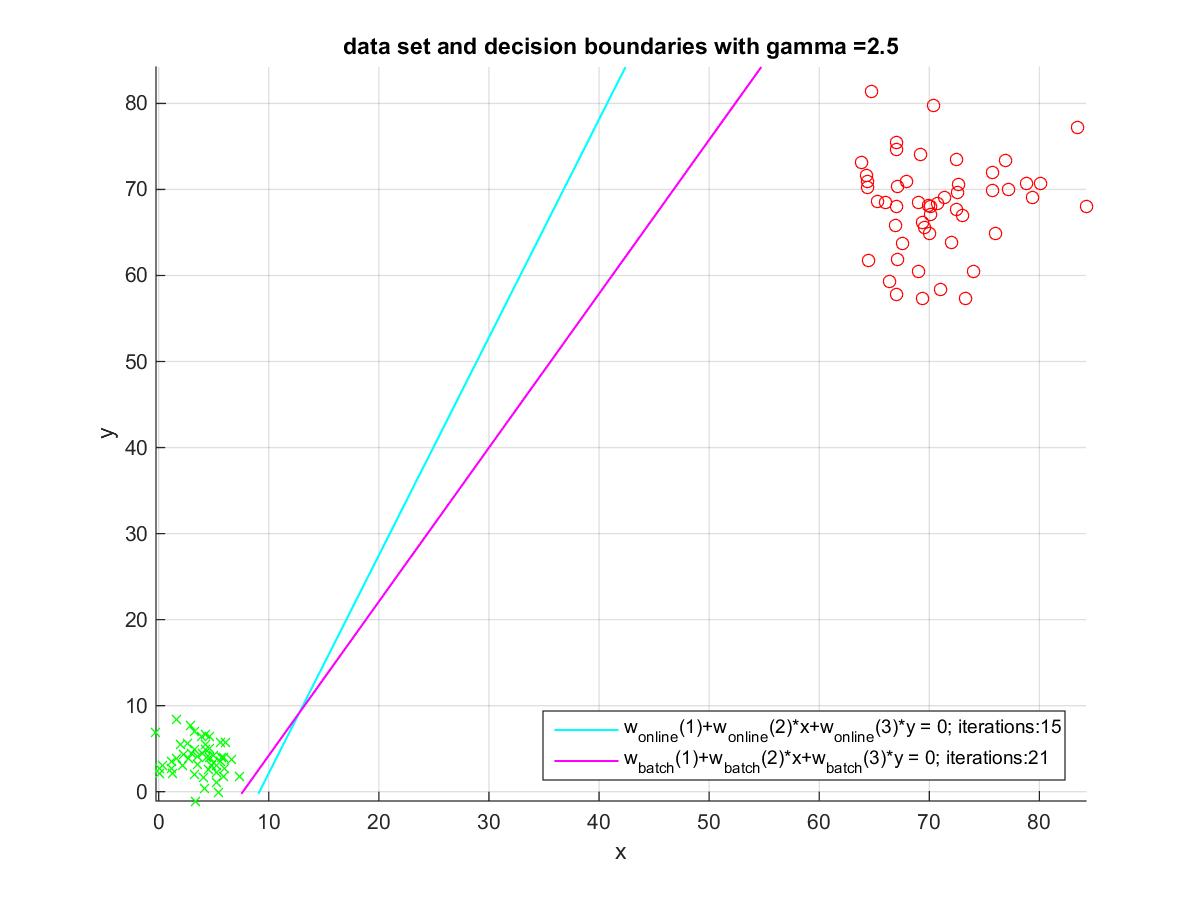 data set and decision boundaries with gamma =2.5
80
70
60
50
40
30
20
10
0
y
w_online(1)+w_online(2)*x+w_online(3)*y = 0; iterations:15
w_batch(1)+w_batch(2)*x+w_batch(3)*y = 0; iterations:21
0 10 20 30 40 50 60 70 80
x